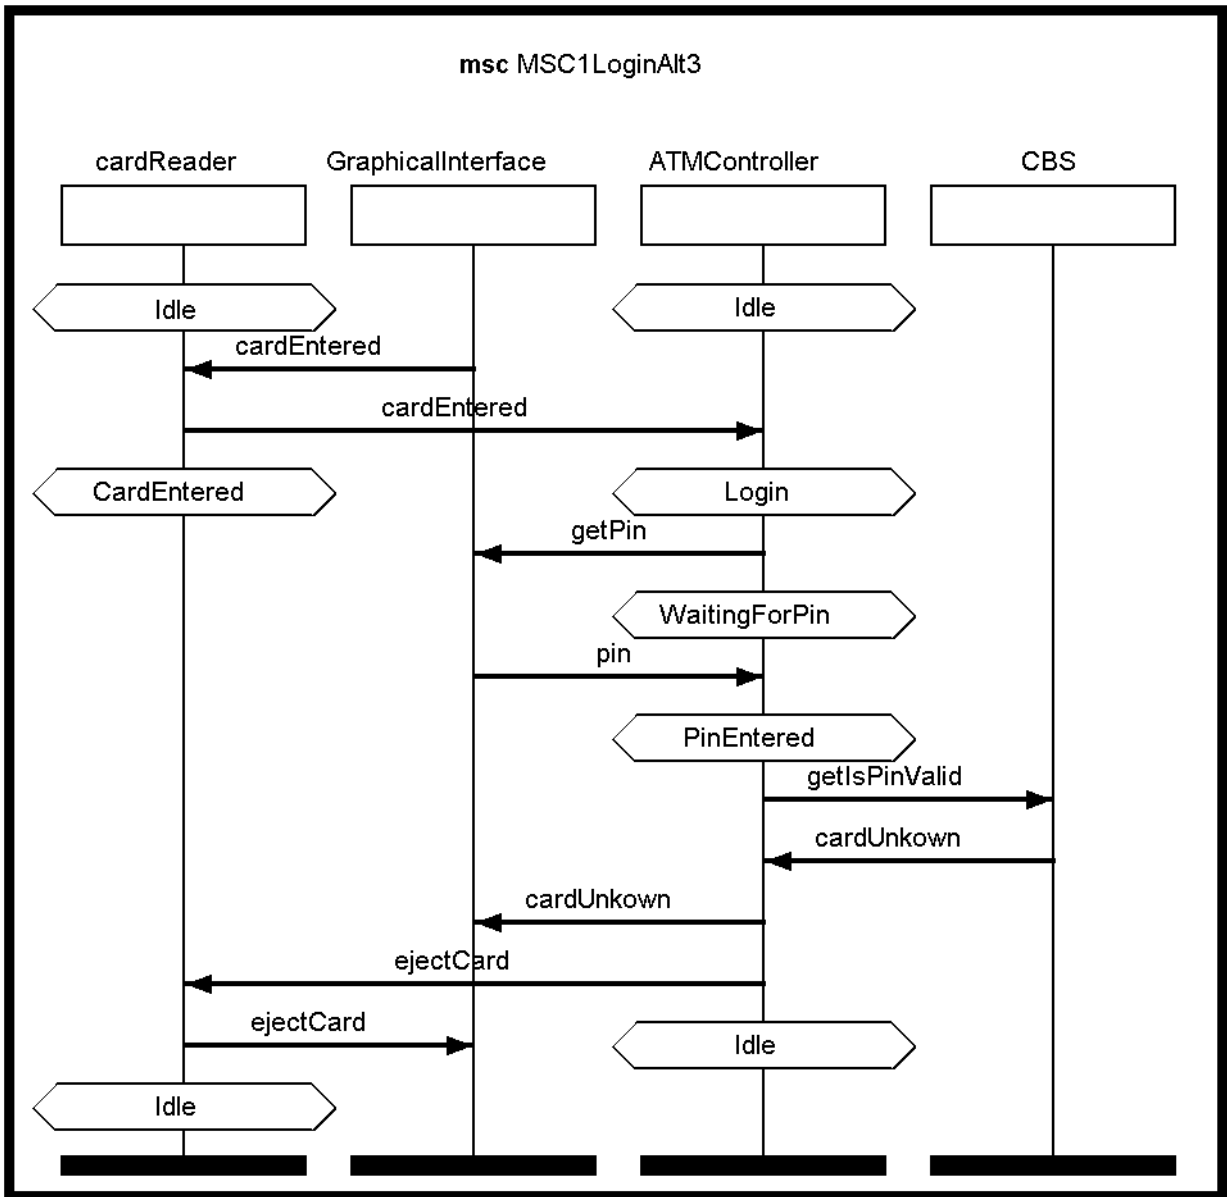 msc MSC1LoginAlt3
cardReader GraphicalInterface ATMController CBS
Idle Idle
cardEntered
cardEntered
CardEntered Login
getPin
WaitingForPin
pin
PinEntered
getIsPinValid
cardUnkown
cardUnkown
ejectCard
ejectCard Idle
Idle